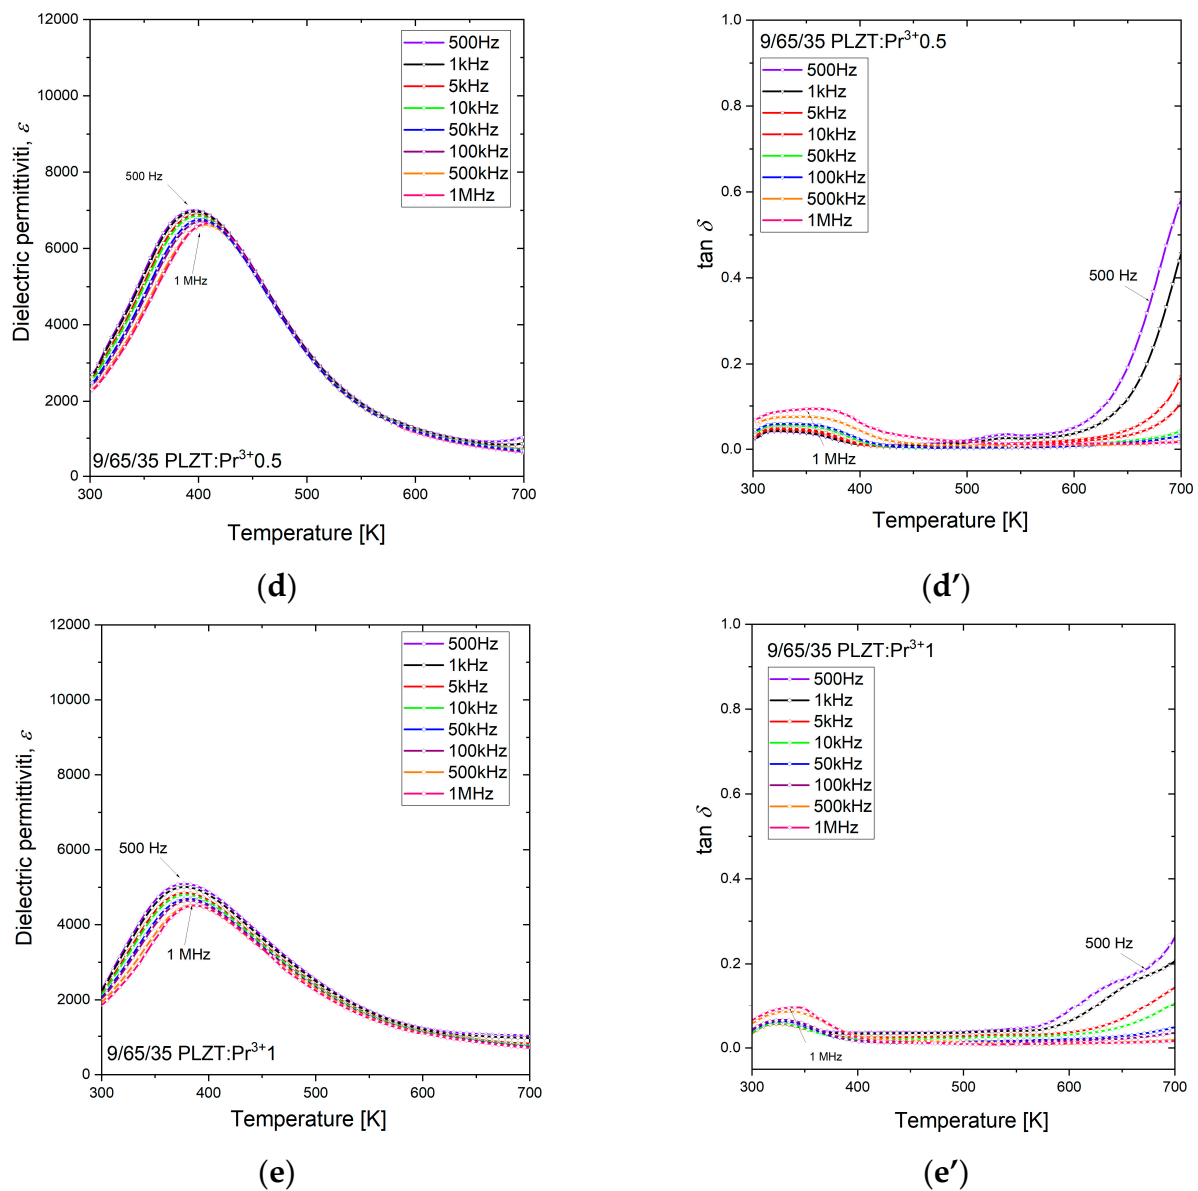 12000
10000
8000
6000
4000
2000
0
Dielectric permittiviti, ε
500Hz
1kHz
5kHz
10kHz
50kHz
100kHz
500kHz
1MHz
500 Hz
1 MHz
9/65/35 PLZT:Pr³⁺0.5
300 400 500 600 700
Temperature [K]
(d)
1.0
0.8
0.6
0.4
0.2
0.0
tan δ
9/65/35 PLZT:Pr³⁺0.5
500Hz
1kHz
5kHz
10kHz
50kHz
100kHz
500kHz
1MHz
500 Hz
1 MHz
300 400 500 600 700
Temperature [K]
(d′)
12000
10000
8000
6000
4000
2000
0
Dielectric permittiviti, ε
500Hz
1kHz
5kHz
10kHz
50kHz
100kHz
500kHz
1MHz
500 Hz
1 MHz
9/65/35 PLZT:Pr³⁺1
300 400 500 600 700
Temperature [K]
(e)
1.0
0.8
0.6
0.4
0.2
0.0
tan δ
9/65/35 PLZT:Pr³⁺1
500Hz
1kHz
5kHz
10kHz
50kHz
100kHz
500kHz
1MHz
500 Hz
1 MHz
300 400 500 600 700
Temperature [K]
(e′)